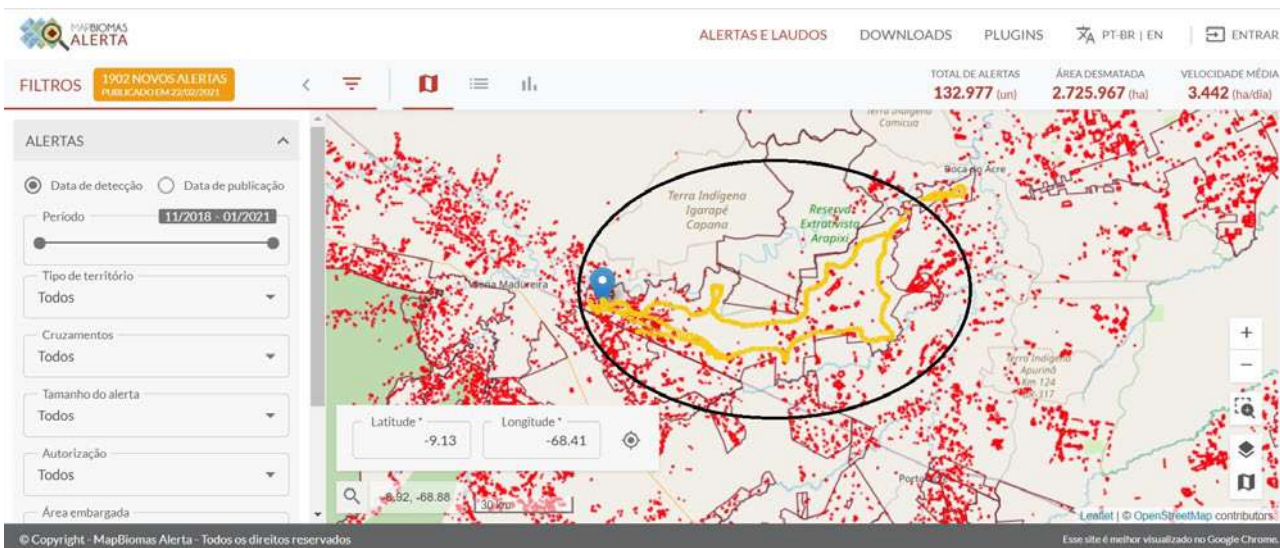 MAPBIOMAS
ALERTA
ALERTAS E LAUDOS
DOWNLOADS
PLUGINS
PT-BR | EN
ENTRAR
FILTROS
1902 NOVOS ALERTAS
PUBLICADO EM 22/02/2021
TOTAL DE ALERTAS
132.977 (un)
ÁREA DESMATADA
2.725.967 (ha)
VELOCIDADE MÉDIA
3.442 (ha/dia)
ALERTAS
Data de detecção
Data de publicação
Período
11/2018 - 01/2021
Tipo de território
Todos
Cruzamentos
Todos
Tamanho do alerta
Todos
Autorização
Todos
Área embargada
Terra Indígena
Camicua
Boca do Acre
Terra Indígena
Igarapé
Capana
Reserva
Extrativista
Arapixi
Sena Madureira
Terra Indígena
Apurinã
Km 124
BR-317
Latitude *
-9.13
Longitude *
-68.41
-8.92, -68.88
30 km
+
−
Leaflet | © OpenStreetMap contributors
© Copyright - MapBiomas Alerta - Todos os direitos reservados
Esse site é melhor visualizado no Google Chrome.